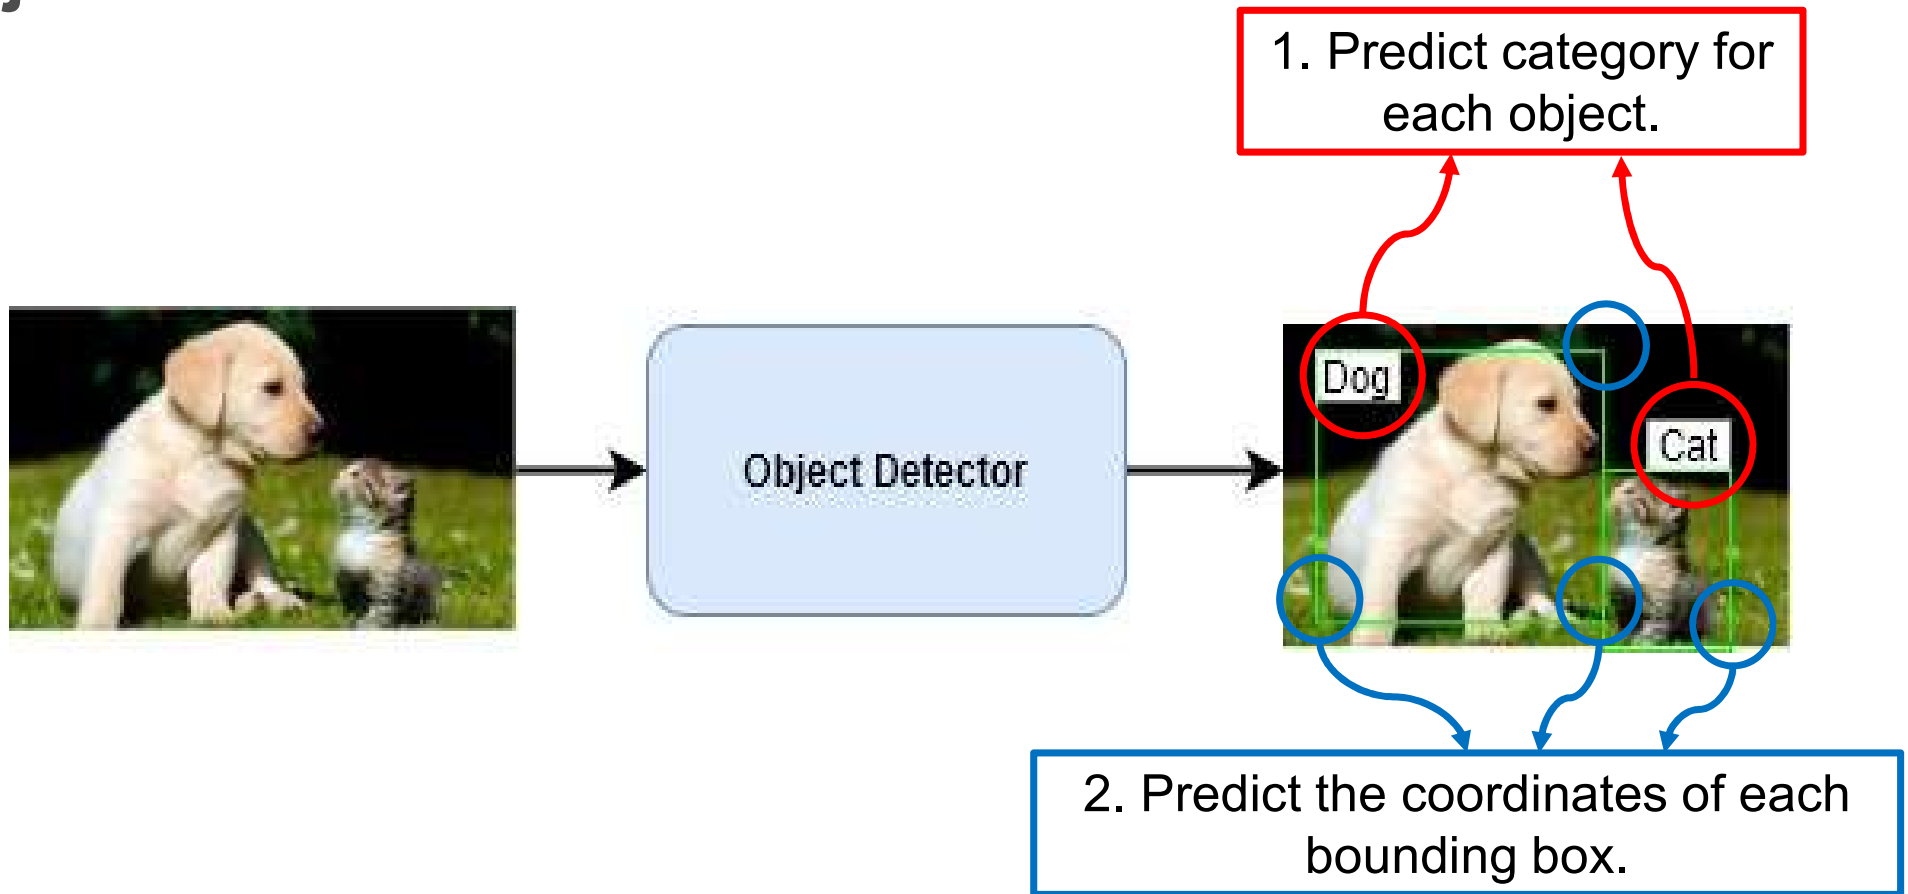 1. Predict category for
each object.
Dog
Cat
Object Detector
2. Predict the coordinates of each
bounding box.